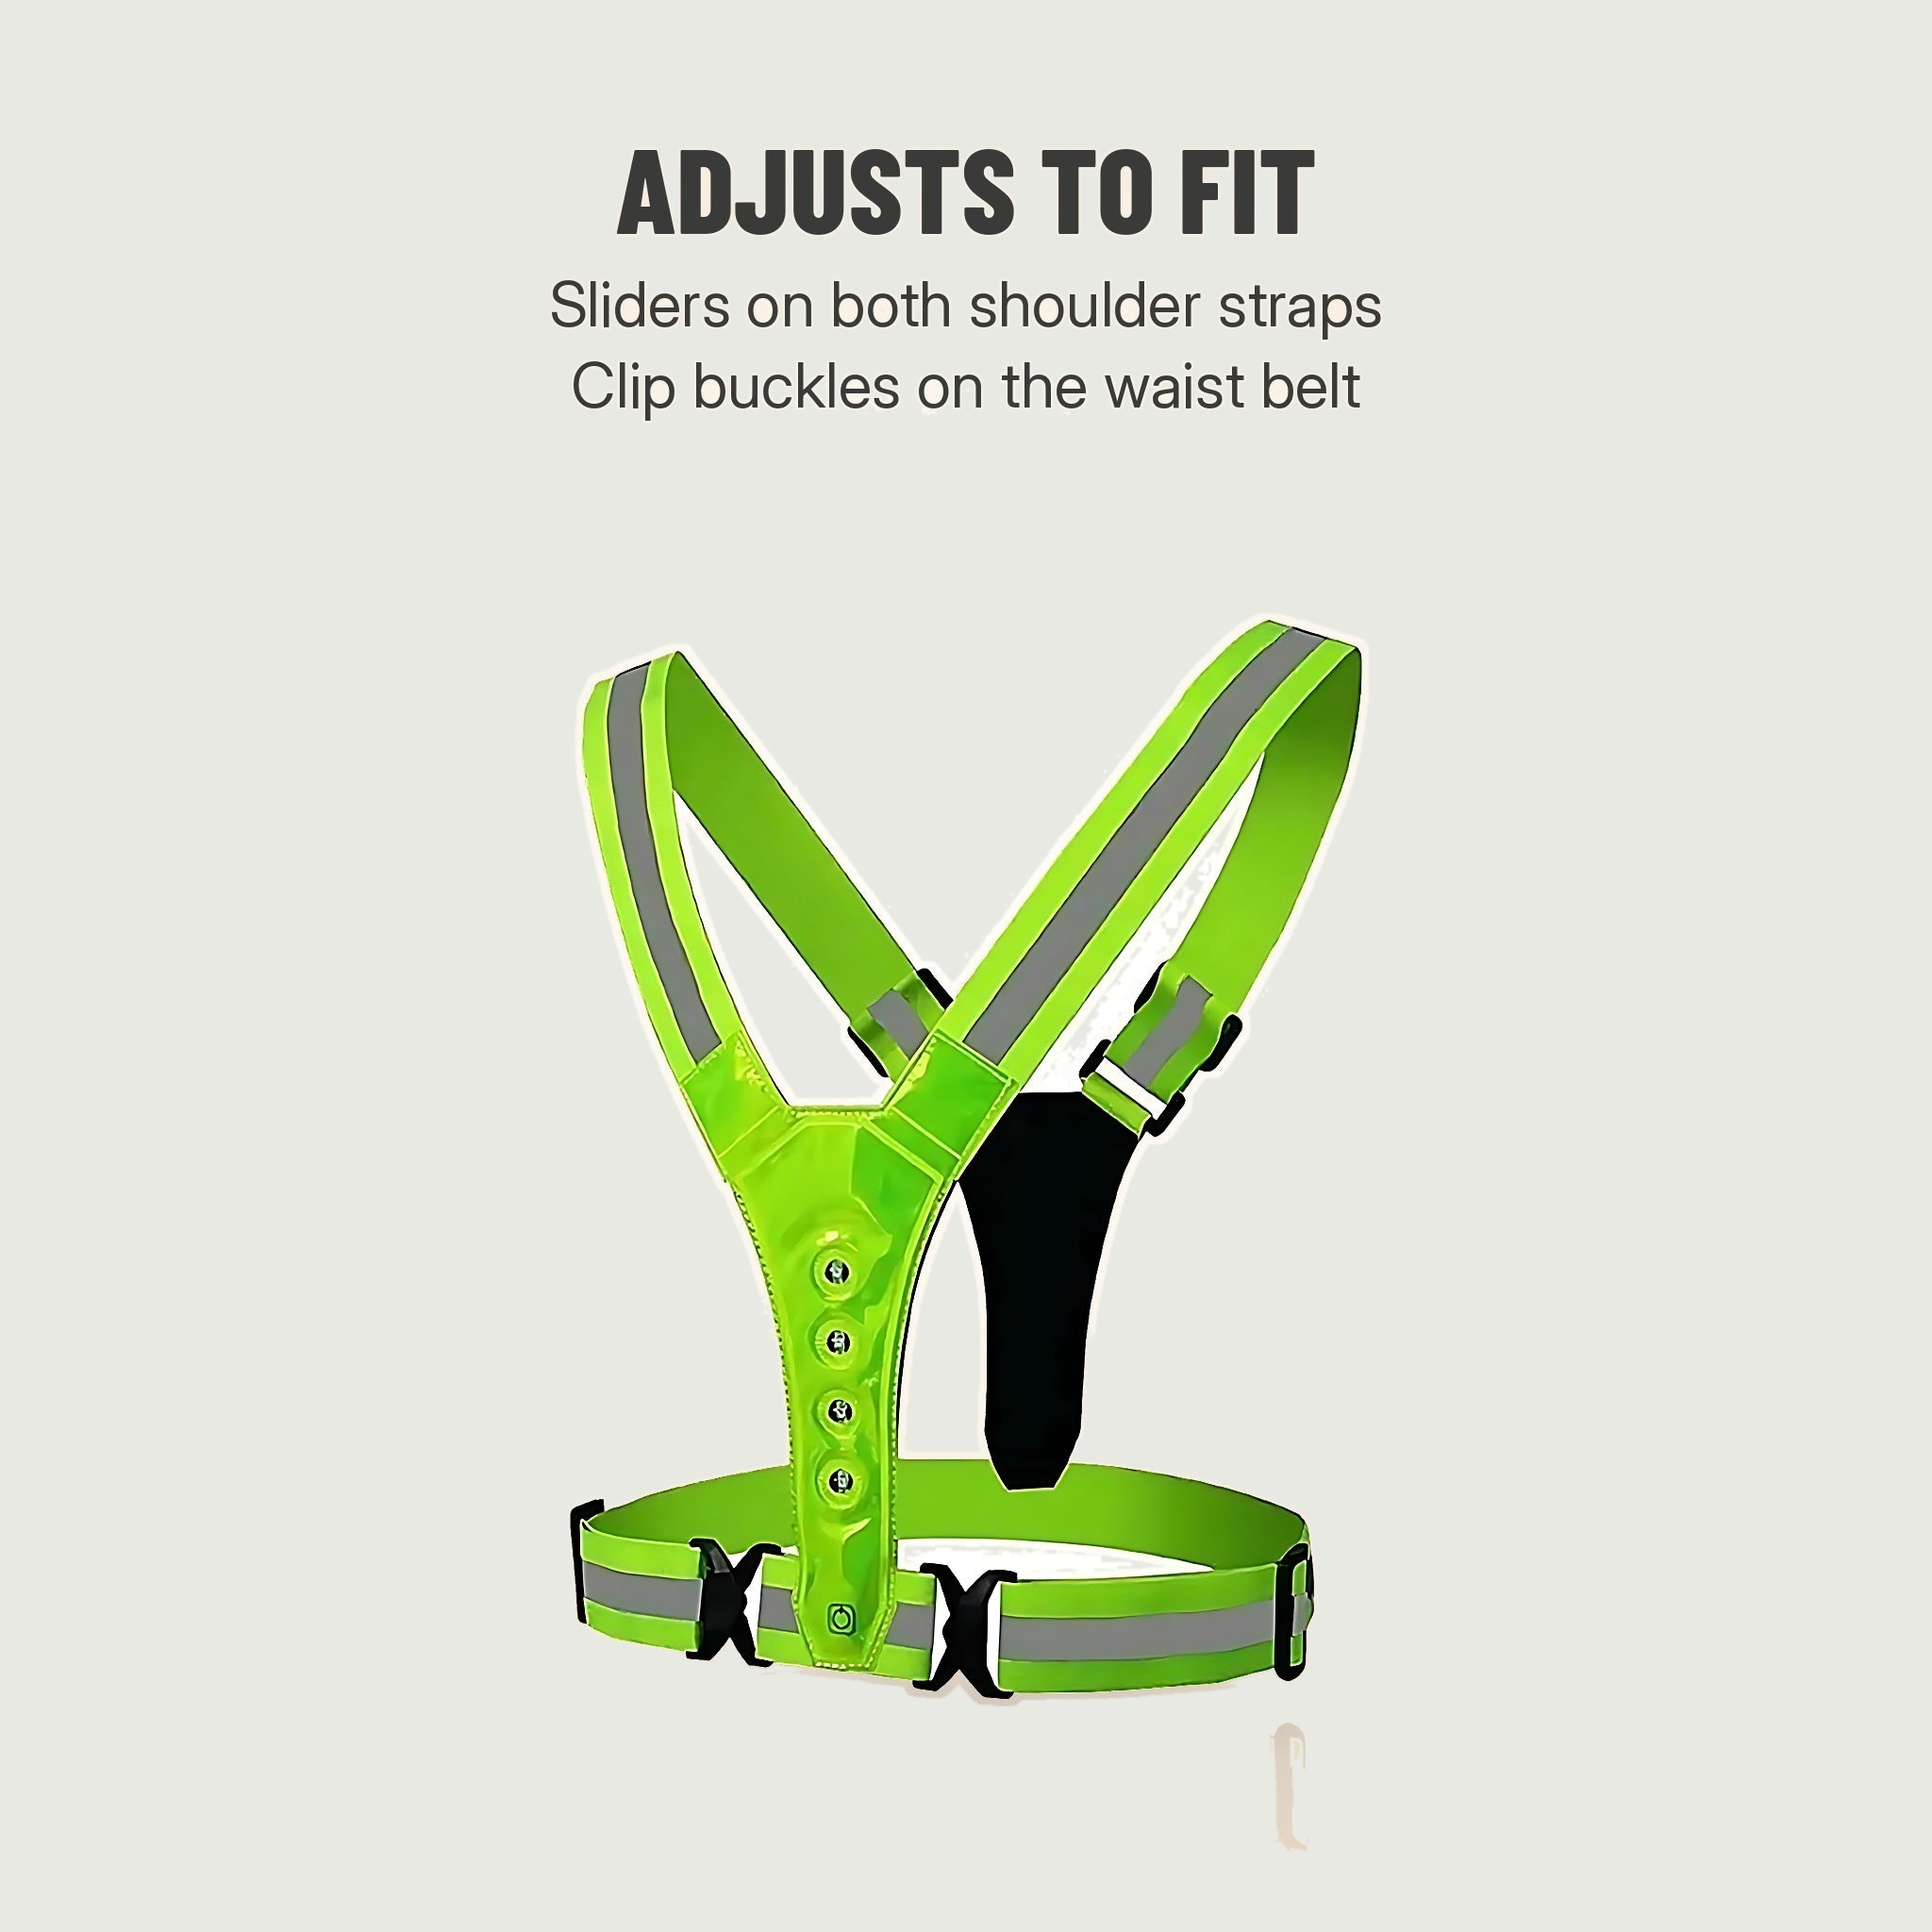 ADJUSTS TO FIT
Sliders on both shoulder straps
Clip buckles on the waist belt